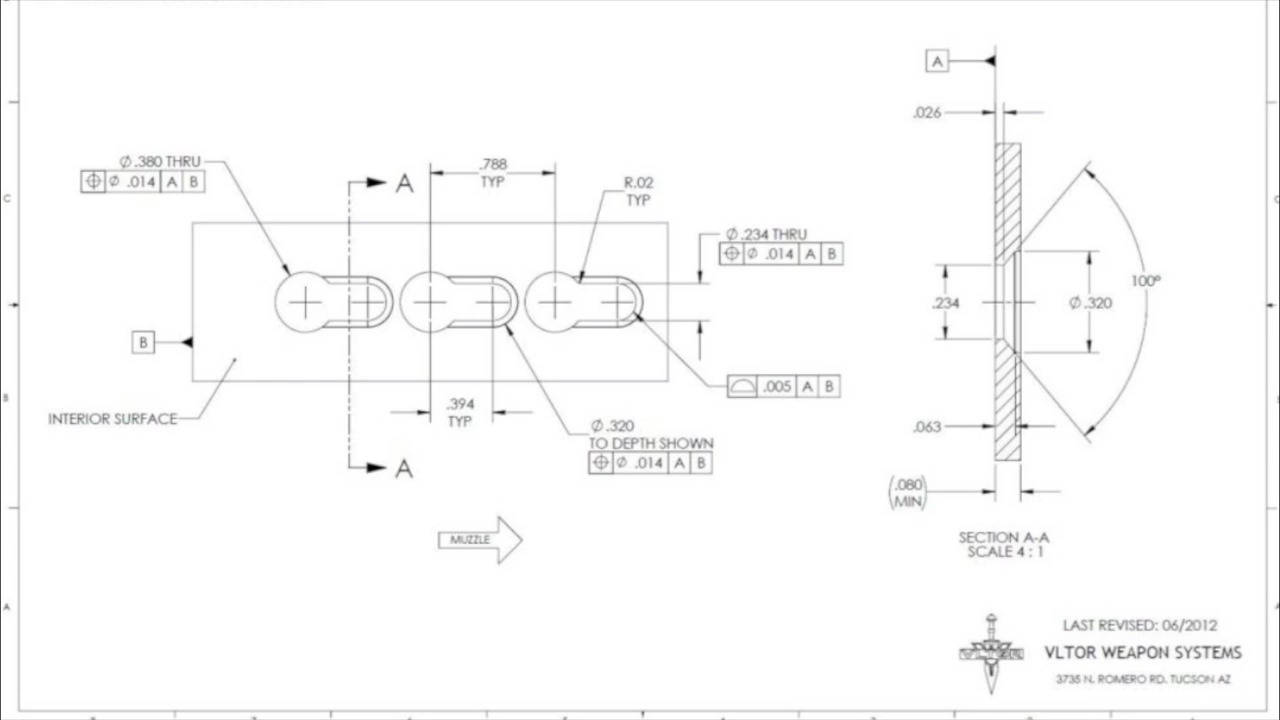 Ø.380 THRU
Ø .014 A B
A
.788
TYP
R.02
TYP
Ø.234 THRU
Ø .014 A B
B
INTERIOR SURFACE
.394
TYP
A
Ø.320
TO DEPTH SHOWN
Ø .014 A B
.005 A B
MUZZLE
A
.026
.234
Ø.320
100°
.063
(.080
MIN)
SECTION A-A
SCALE 4 : 1
LAST REVISED: 06/2012
VLTOR WEAPON SYSTEMS
3735 N. ROMERO RD. TUCSON AZ
C
B
A